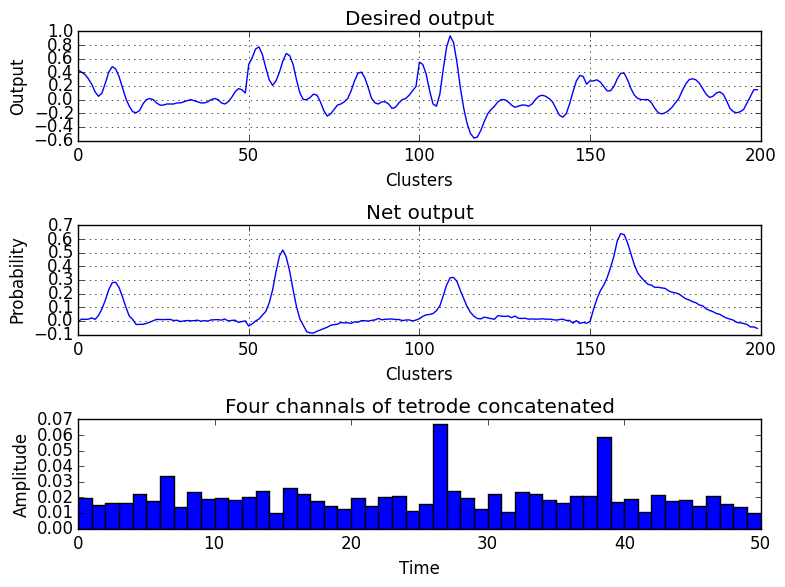 Desired output
Output
1.0
0.8
0.6
0.4
0.2
0.0
−0.2
−0.4
−0.6
0 50 100 150 200
Clusters
Net output
Probability
0.7
0.6
0.5
0.4
0.3
0.2
0.1
0.0
−0.1
0 50 100 150 200
Clusters
Four channels of tetrode concatenated
Amplitude
0.07
0.06
0.05
0.04
0.03
0.02
0.01
0.00
0 10 20 30 40 50
Time